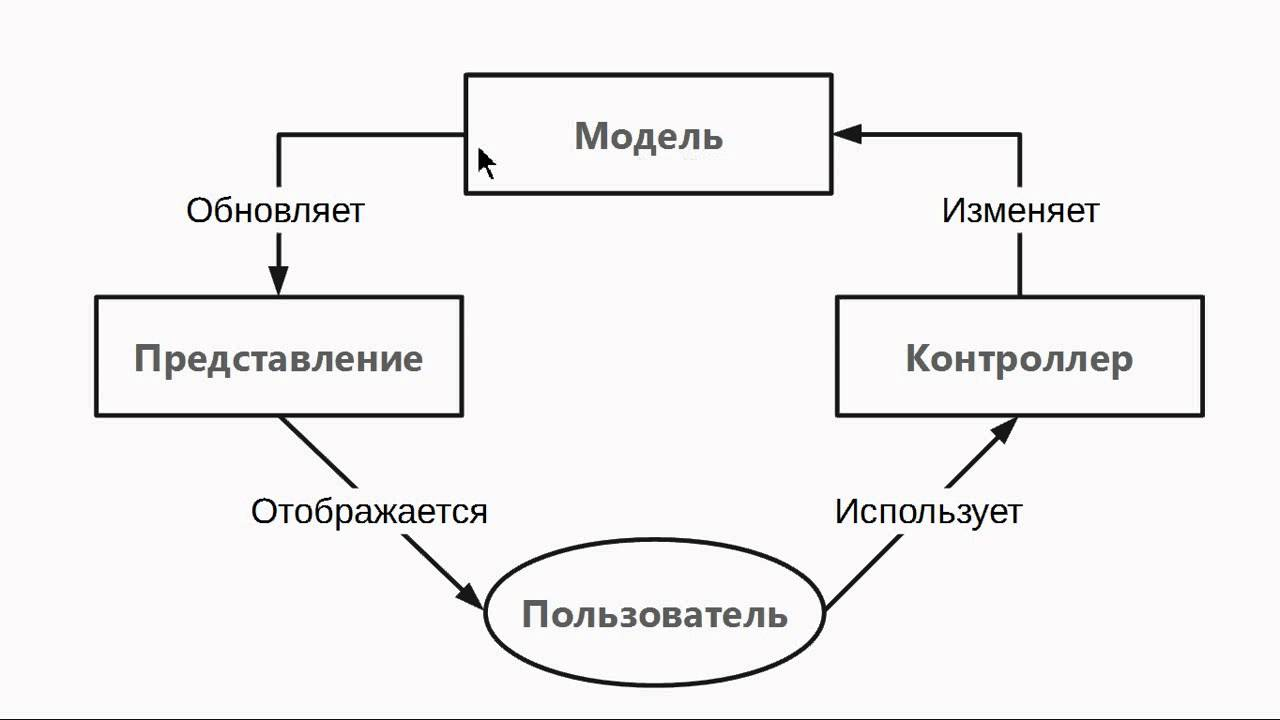 Модель
Обновляет
Изменяет
Представление
Контроллер
Отображается
Использует
Пользователь